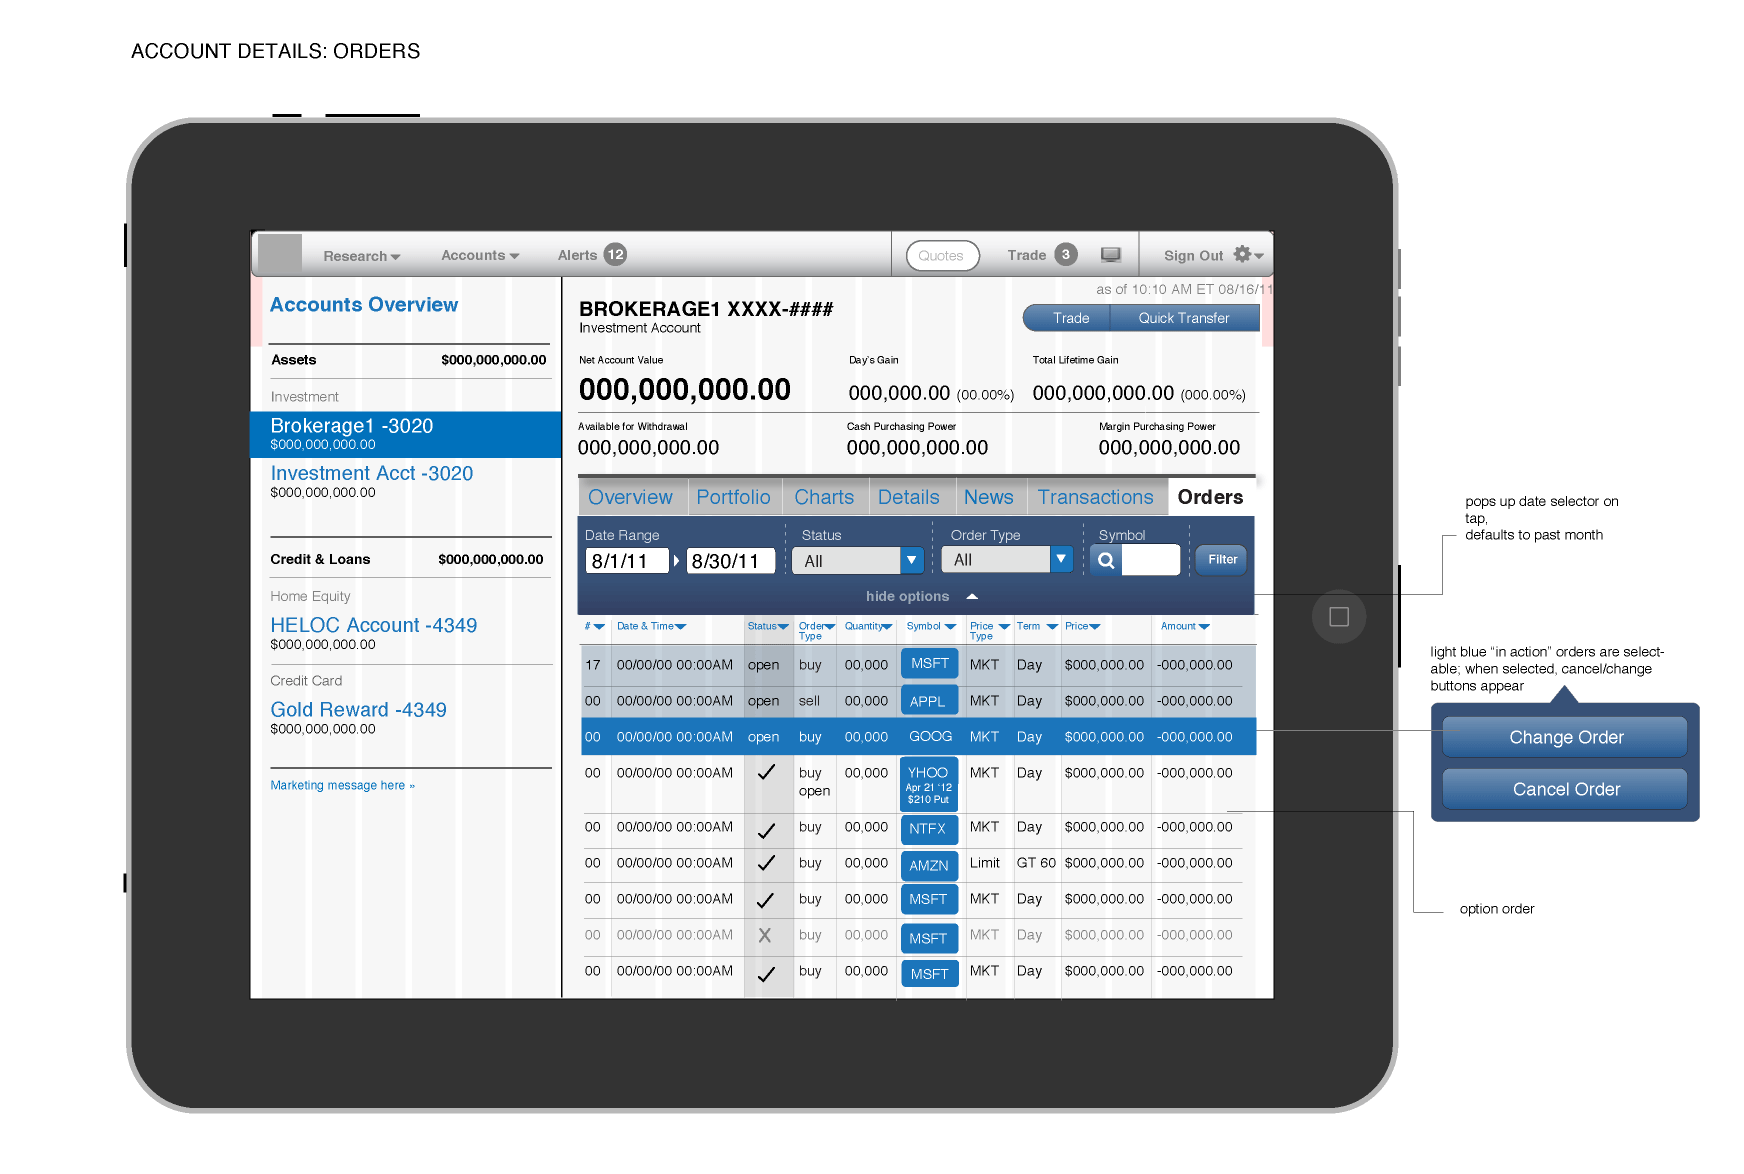 ACCOUNT DETAILS: ORDERS
Research Accounts Alerts 12 Quotes Trade 3 Sign Out
Accounts Overview
Assets $000,000,000.00
Investment
Brokerage1 -3020
$000,000,000.00
Investment Acct -3020
$000,000,000.00
Credit & Loans $000,000,000.00
Home Equity
HELOC Account -4349
$000,000,000.00
Credit Card
Gold Reward -4349
$000,000,000.00
Marketing message here »
as of 10:10 AM ET 08/16/11
BROKERAGE1 XXXX-####
Investment Account
Trade Quick Transfer
Net Account Value Day's Gain Total Lifetime Gain
000,000,000.00 000,000.00 (00.00%) 000,000,000.00 (000.00%)
Available for Withdrawal Cash Purchasing Power Margin Purchasing Power
000,000,000.00 000,000,000.00 000,000,000.00
Overview Portfolio Charts Details News Transactions Orders
Date Range Status Order Type Symbol
8/1/11 8/30/11 All All Filter
hide options
# Date & Time Status Order Type Quantity Symbol Price Type Term Price Amount
17 00/00/00 00:00AM open buy 00,000 MSFT MKT Day $000,000.00 -000,000.00
00 00/00/00 00:00AM open sell 00,000 APPL MKT Day $000,000.00 -000,000.00
00 00/00/00 00:00AM open buy 00,000 GOOG MKT Day $000,000.00 -000,000.00
00 00/00/00 00:00AM buy 00,000 YHOO MKT Day $000,000.00 -000,000.00
open Apr 21 '12
$210 Put
00 00/00/00 00:00AM buy 00,000 NTFX MKT Day $000,000.00 -000,000.00
00 00/00/00 00:00AM buy 00,000 AMZN Limit GT 60 $000,000.00 -000,000.00
00 00/00/00 00:00AM buy 00,000 MSFT MKT Day $000,000.00 -000,000.00
00 00/00/00 00:00AM X buy 00,000 MSFT MKT Day $000,000.00 -000,000.00
00 00/00/00 00:00AM buy 00,000 MSFT MKT Day $000,000.00 -000,000.00
pops up date selector on
tap,
defaults to past month
light blue “in action” orders are select-
able; when selected, cancel/change
buttons appear
Change Order
Cancel Order
option order